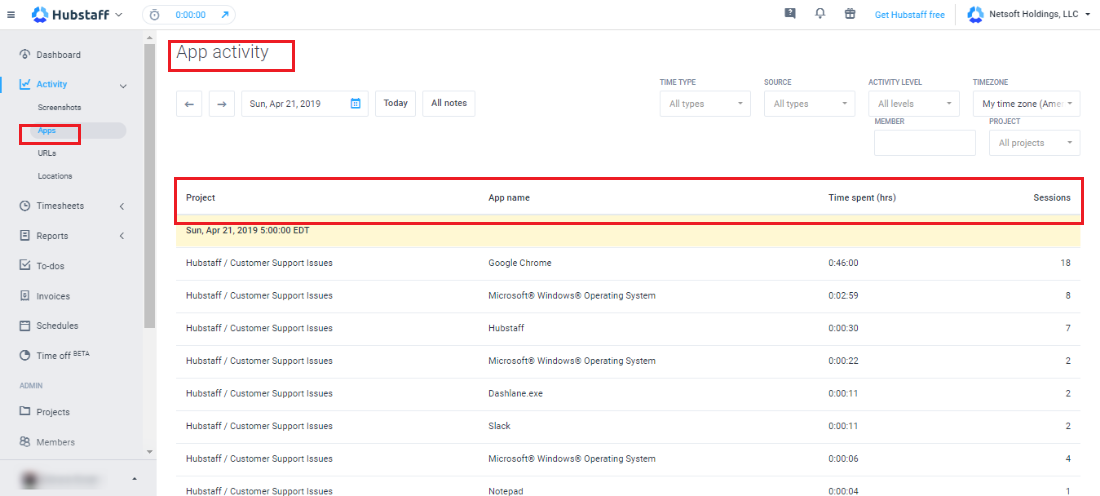 Hubstaff
0:00:00
Get Hubstaff free
Netsoft Holdings, LLC
Dashboard
Activity
Screenshots
Apps
URLs
Locations
Timesheets
Reports
To-dos
Invoices
Schedules
Time off BETA
ADMIN
Projects
Members
App activity
Sun, Apr 21, 2019
Today
All notes
TIME TYPE
All types
SOURCE
All types
ACTIVITY LEVEL
All levels
TIMEZONE
My time zone (Ame
MEMBER
PROJECT
All projects
Project App name Time spent (hrs) Sessions
Sun, Apr 21, 2019 5:00:00 EDT
Hubstaff / Customer Support Issues Google Chrome 0:46:00 18
Hubstaff / Customer Support Issues Microsoft® Windows® Operating System 0:02:59 8
Hubstaff / Customer Support Issues Hubstaff 0:00:30 7
Hubstaff / Customer Support Issues Microsoft® Windows® Operating System 0:00:22 2
Hubstaff / Customer Support Issues Dashlane.exe 0:00:11 2
Hubstaff / Customer Support Issues Slack 0:00:11 2
Hubstaff / Customer Support Issues Microsoft® Windows® Operating System 0:00:06 4
Hubstaff / Customer Support Issues Notepad 0:00:04 1